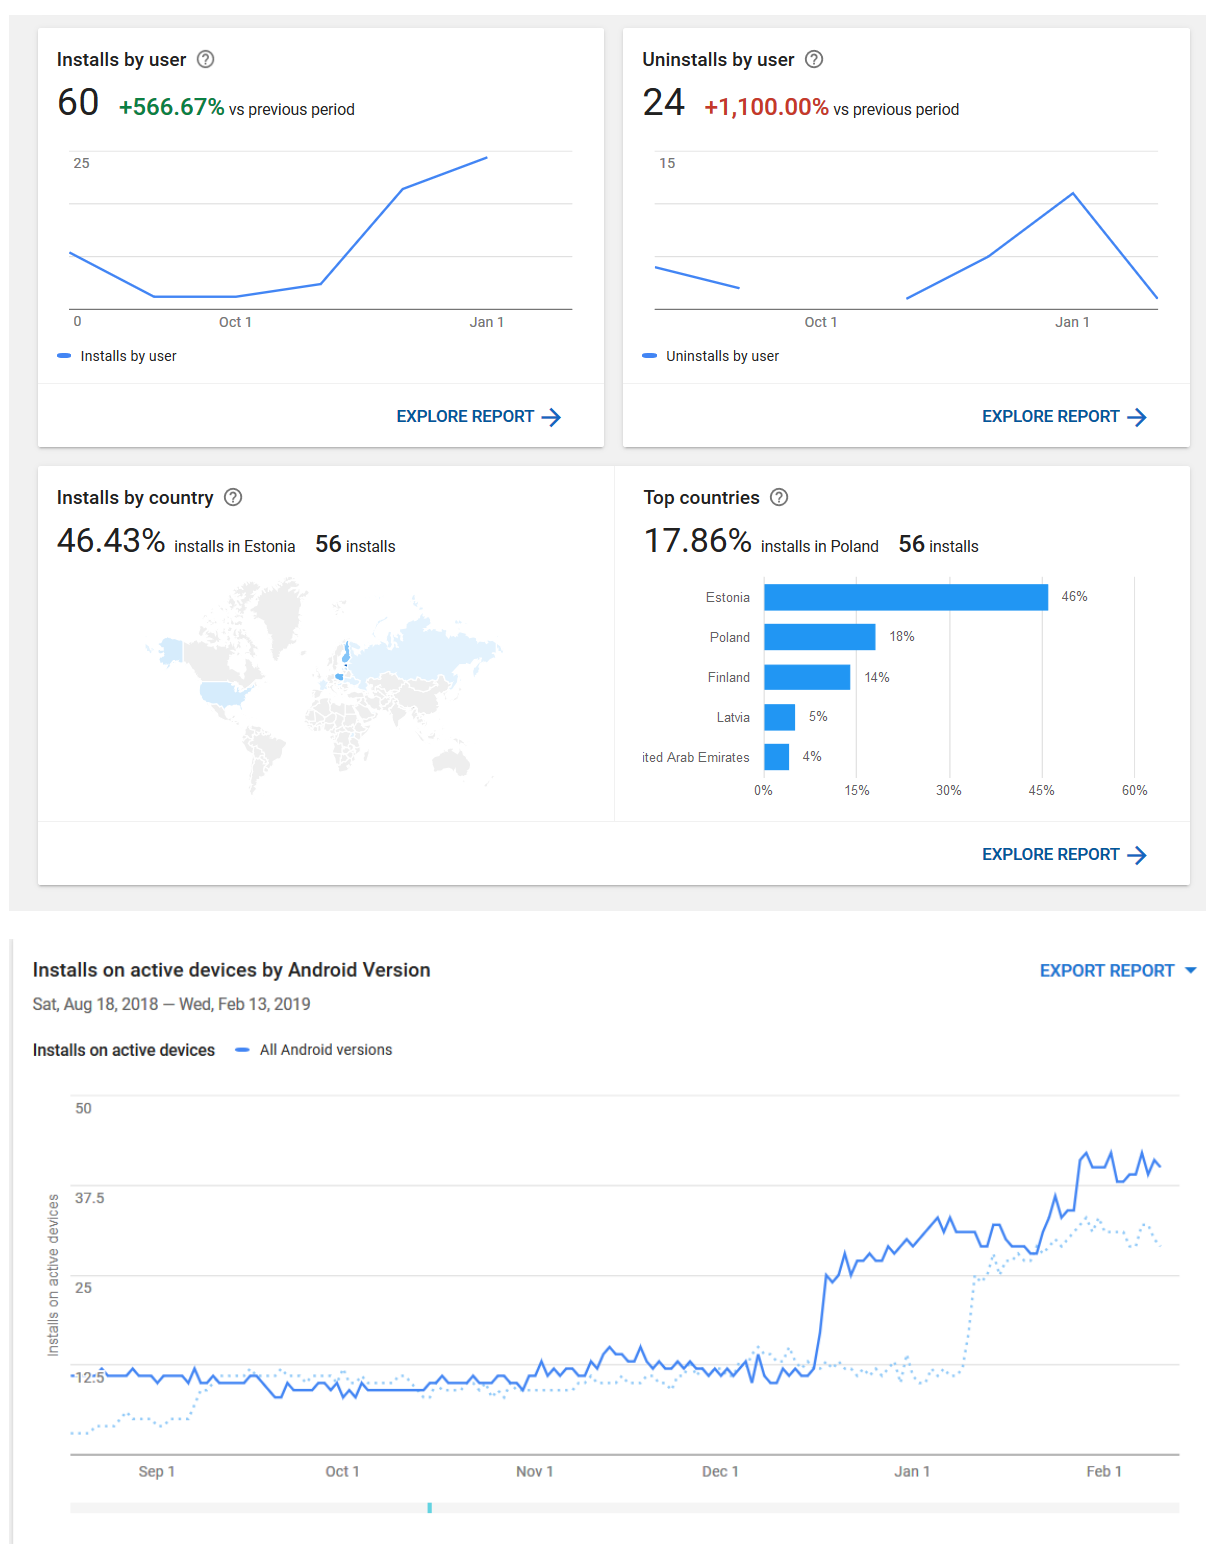 Installs by user
60 +566.67% vs previous period
25
0
Oct 1 Jan 1
Installs by user
EXPLORE REPORT
Uninstalls by user
24 +1,100.00% vs previous period
15
Oct 1 Jan 1
Uninstalls by user
EXPLORE REPORT
Installs by country
46.43% installs in Estonia 56 installs
Top countries
17.86% installs in Poland 56 installs
Estonia 46%
Poland 18%
Finland 14%
Latvia 5%
ited Arab Emirates 4%
0% 15% 30% 45% 60%
EXPLORE REPORT
Installs on active devices by Android Version
EXPORT REPORT
Sat, Aug 18, 2018 — Wed, Feb 13, 2019
Installs on active devices All Android versions
Installs on active devices
50
37.5
25
12.5
Sep 1 Oct 1 Nov 1 Dec 1 Jan 1 Feb 1